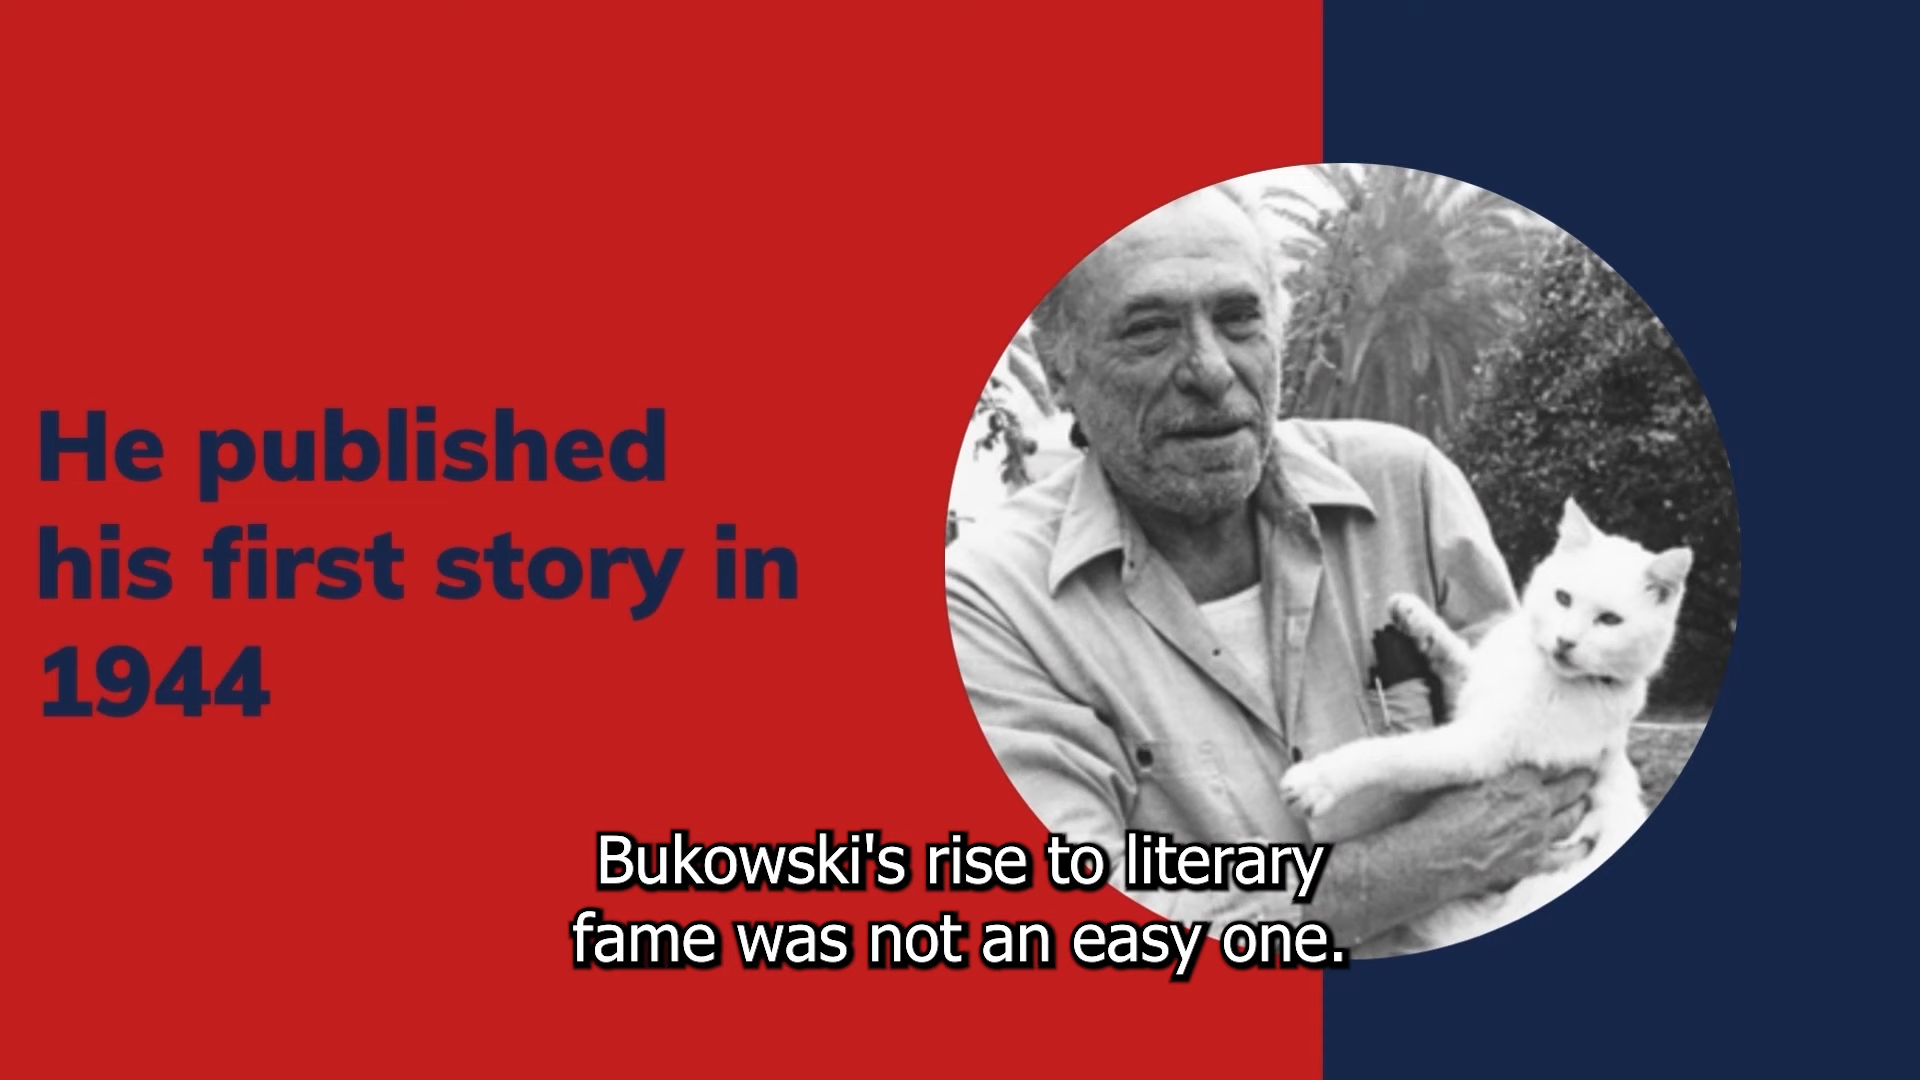 He published
his first story in
1944
Bukowski's rise to literary
fame was not an easy one.